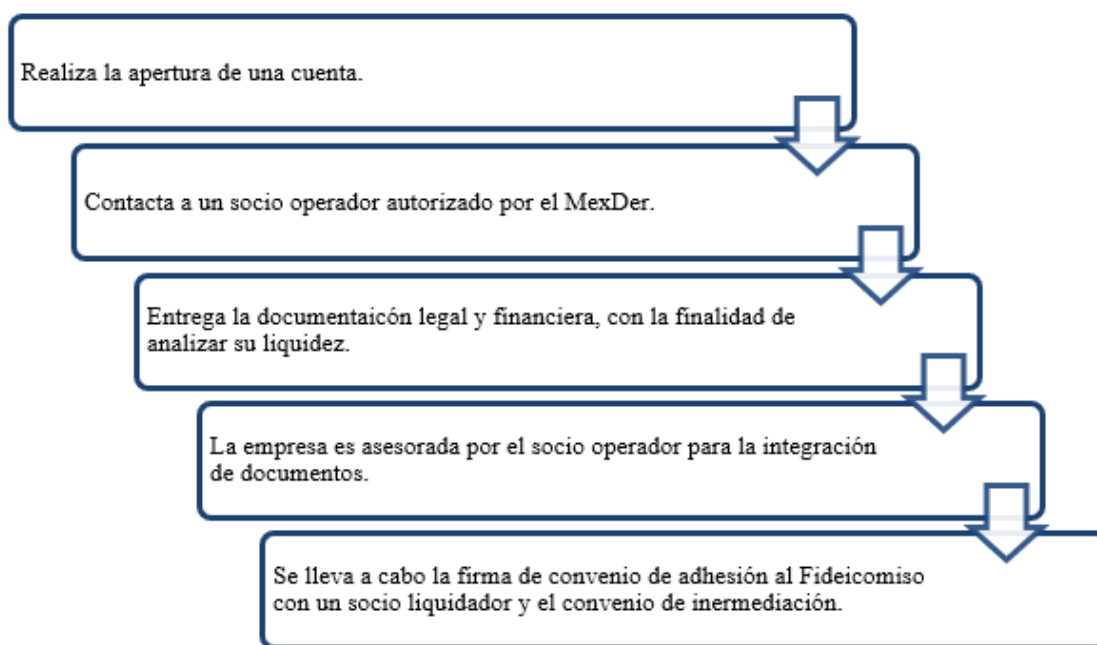 Realiza la apertura de una cuenta.
Contacta a un socio operador autorizado por el MexDer.
Entrega la documentaicón legal y financiera, con la finalidad de
analizar su liquidez.
La empresa es asesorada por el socio operador para la integración
de documentos.
Se lleva a cabo la firma de convenio de adhesión al Fideicomiso
con un socio liquidador y el convenio de inermediación.